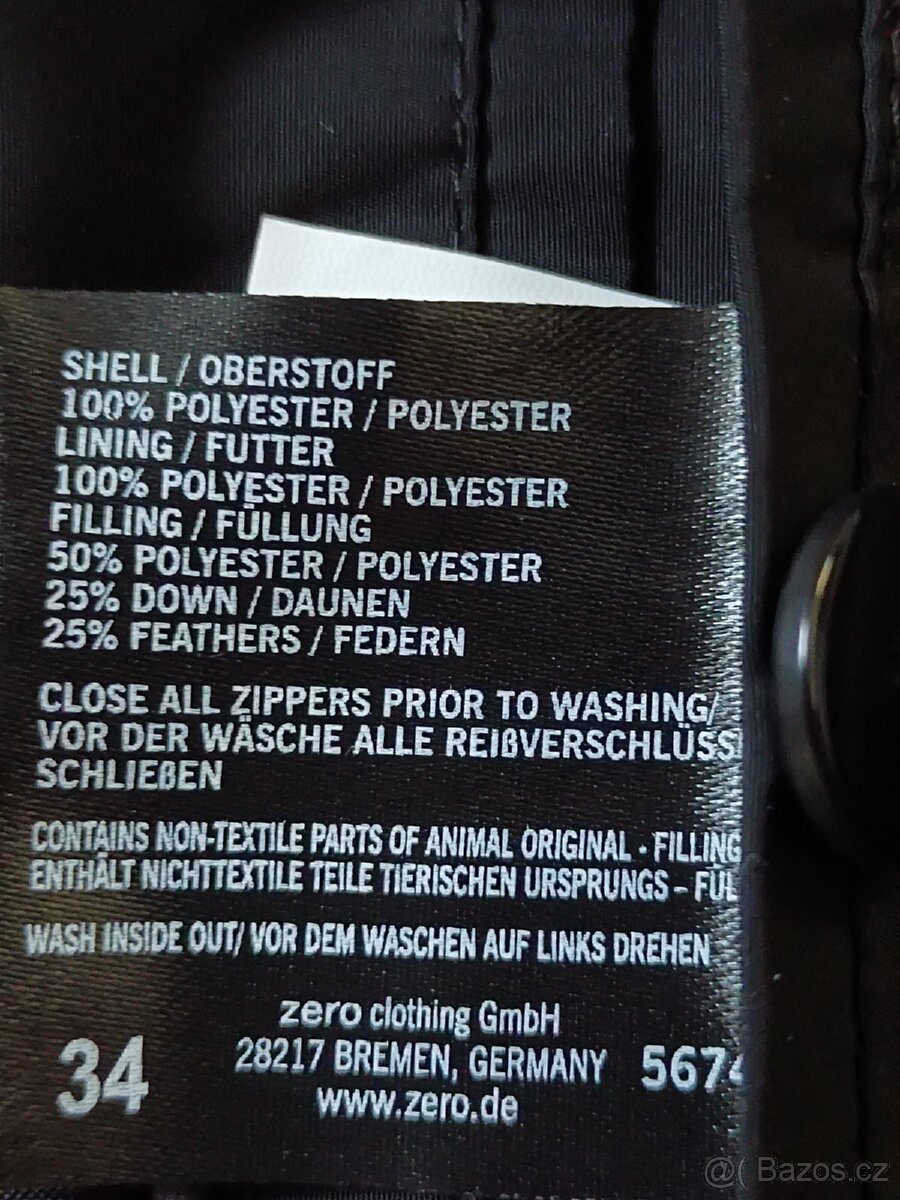 SHELL / OBERSTOFF
100% POLYESTER / POLYESTER
LINING / FUTTER
100% POLYESTER / POLYESTER
FILLING / FÜLLUNG
50% POLYESTER / POLYESTER
25% DOWN / DAUNEN
25% FEATHERS / FEDERN
CLOSE ALL ZIPPERS PRIOR TO WASHING/
VOR DER WÄSCHE ALLE REIßVERSCHLÜSS
SCHLIEßEN
CONTAINS NON-TEXTILE PARTS OF ANIMAL ORIGINAL - FILLING
ENTHÄLT NICHTTEXTILE TEILE TIERISCHEN URSPRUNGS – FÜL
WASH INSIDE OUT/ VOR DEM WASCHEN AUF LINKS DREHEN
zero clothing GmbH
28217 BREMEN, GERMANY
www.zero.de
34
5674
@( Bazos.cz